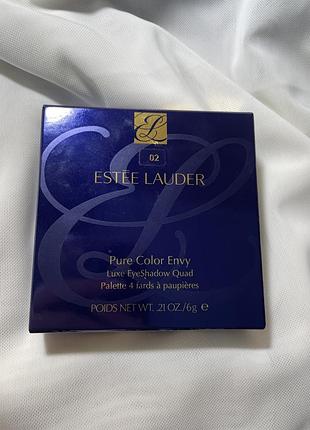 EL
02
ESTĒE LAUDER
Pure Color Envy
Luxe EyeShadow Quad
Palette 4 fards à paupières
POIDS NET WT. .21 OZ./6g ℮